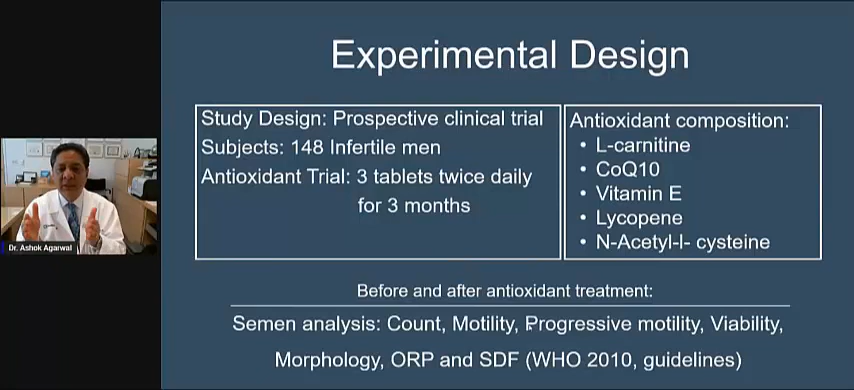 Experimental Design
Study Design: Prospective clinical trial
Subjects: 148 Infertile men
Antioxidant Trial: 3 tablets twice daily
for 3 months
Antioxidant composition:
• L-carnitine
• CoQ10
• Vitamin E
• Lycopene
• N-Acetyl-l- cysteine
Dr. Ashok Agarwal
Before and after antioxidant treatment:
Semen analysis: Count, Motility, Progressive motility, Viability,
Morphology, ORP and SDF (WHO 2010, guidelines)